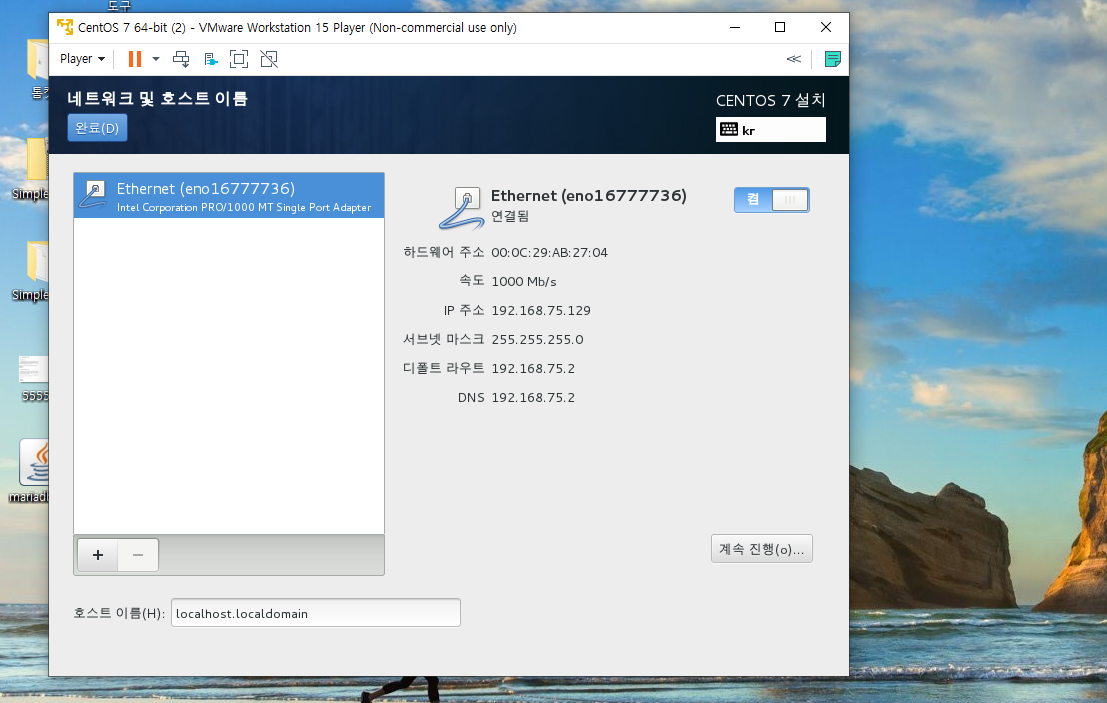 도구
CentOS 7 64-bit (2) - VMware Workstation 15 Player (Non-commercial use only)
Player
네트워크 및 호스트 이름
CENTOS 7 설치
완료(D)
kr
Ethernet (eno16777736)
Intel Corporation PRO/1000 MT Single Port Adapter
Ethernet (eno16777736)
연결됨
켬
하드웨어 주소 00:0C:29:AB:27:04
속도 1000 Mb/s
IP 주소 192.168.75.129
서브넷 마스크 255.255.255.0
디폴트 라우트 192.168.75.2
DNS 192.168.75.2
계속 진행(o)...
호스트 이름(H): localhost.localdomain
Simple
Simple
5555